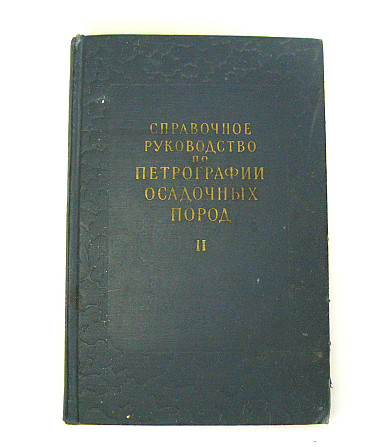 СПРАВОЧНОЕ
РУКОВОДСТВО
ПО
ПЕТРОГРАФИИ
ОСАДОЧНЫХ
ПОРОД
II